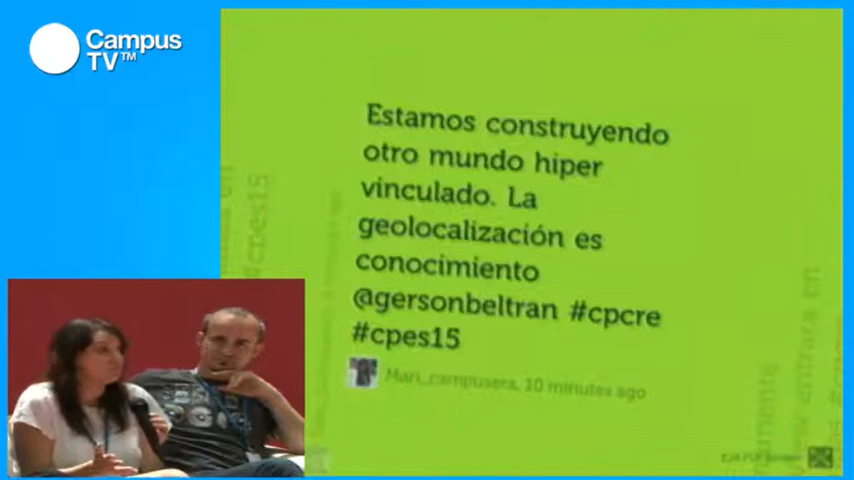 Campus
TV™
Estamos construyendo
otro mundo hiper
vinculado. La
geolocalización es
conocimiento
@gersonbeltran #cpcre
#cpes15
Mari_campusera, 10 minutes ago
#cpes15